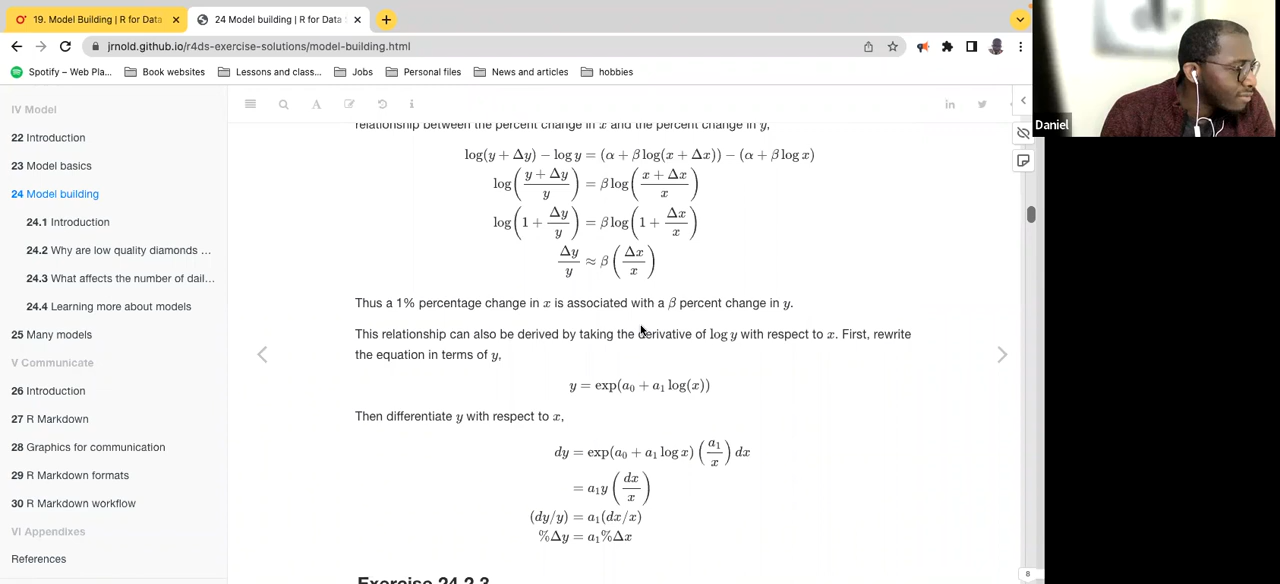 19. Model Building | R for Data
24 Model building | R for Data
jrnold.github.io/r4ds-exercise-solutions/model-building.html
Spotify – Web Pla... Book websites Lessons and class... Jobs Personal files News and articles hobbies
Daniel
IV Model
22 Introduction
23 Model basics
24 Model building
24.1 Introduction
24.2 Why are low quality diamonds ...
24.3 What affects the number of dail...
24.4 Learning more about models
25 Many models
V Communicate
26 Introduction
27 R Markdown
28 Graphics for communication
29 R Markdown formats
30 R Markdown workflow
VI Appendixes
References
relationship between the percent change in x and the percent change in y,
log(y + Δy) − log y = (α + β log(x + Δx)) − (α + β log x)
log((y + Δy)/y) = β log((x + Δx)/x)
log(1 + Δy/y) = β log(1 + Δx/x)
Δy/y ≈ β (Δx/x)
Thus a 1% percentage change in x is associated with a β percent change in y.
This relationship can also be derived by taking the derivative of log y with respect to x. First, rewrite
the equation in terms of y,
y = exp(a₀ + a₁ log(x))
Then differentiate y with respect to x,
dy = exp(a₀ + a₁ log x) (a₁/x) dx
= a₁y (dx/x)
(dy/y) = a₁(dx/x)
%Δy = a₁%Δx
Exercise 24.2.3
8